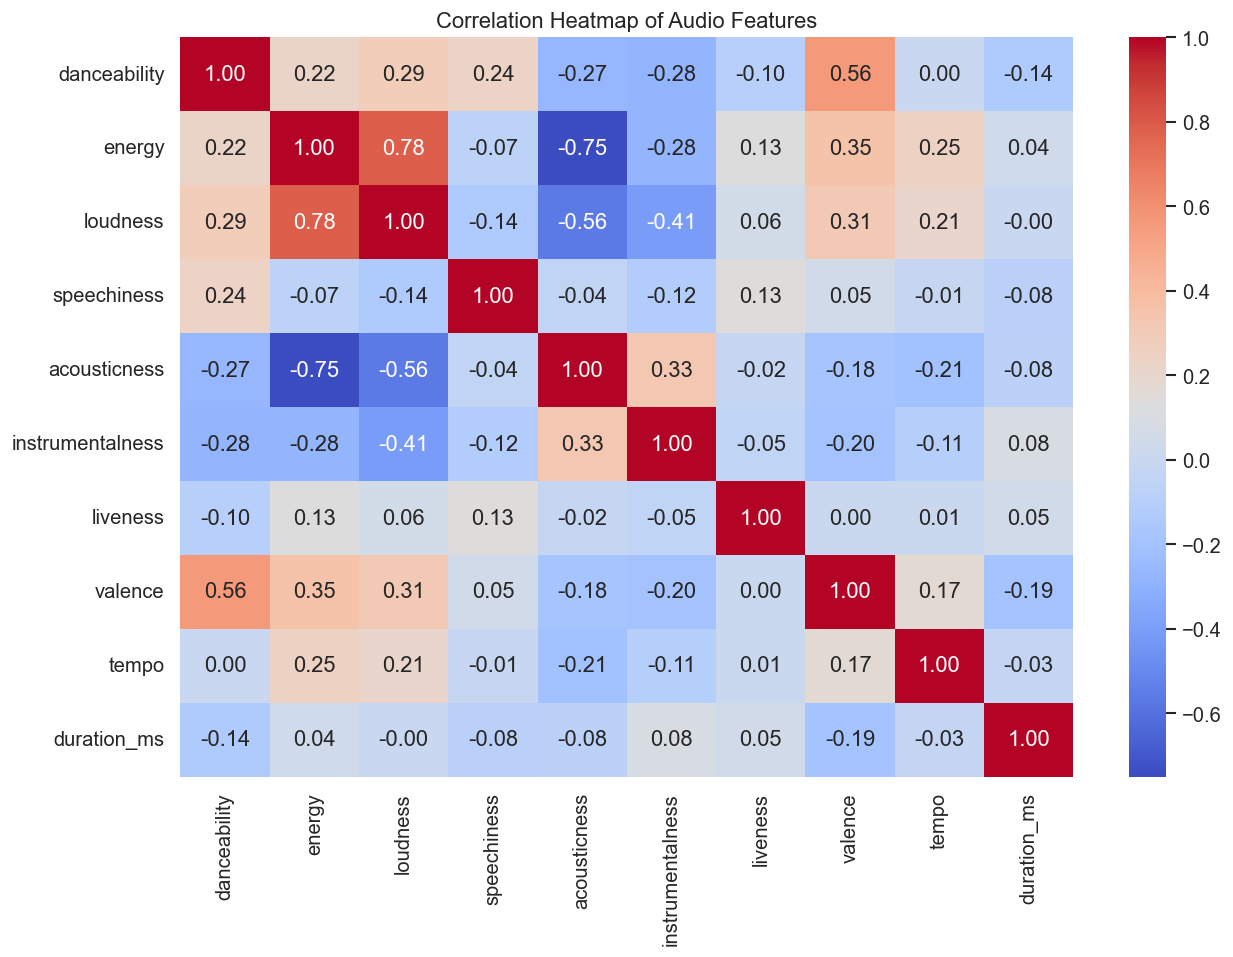 Correlation Heatmap of Audio Features
danceability 1.00 0.22 0.29 0.24 -0.27 -0.28 -0.10 0.56 0.00 -0.14
energy 0.22 1.00 0.78 -0.07 -0.75 -0.28 0.13 0.35 0.25 0.04
loudness 0.29 0.78 1.00 -0.14 -0.56 -0.41 0.06 0.31 0.21 -0.00
speechiness 0.24 -0.07 -0.14 1.00 -0.04 -0.12 0.13 0.05 -0.01 -0.08
acousticness -0.27 -0.75 -0.56 -0.04 1.00 0.33 -0.02 -0.18 -0.21 -0.08
instrumentalness -0.28 -0.28 -0.41 -0.12 0.33 1.00 -0.05 -0.20 -0.11 0.08
liveness -0.10 0.13 0.06 0.13 -0.02 -0.05 1.00 0.00 0.01 0.05
valence 0.56 0.35 0.31 0.05 -0.18 -0.20 0.00 1.00 0.17 -0.19
tempo 0.00 0.25 0.21 -0.01 -0.21 -0.11 0.01 0.17 1.00 -0.03
duration_ms -0.14 0.04 -0.00 -0.08 -0.08 0.08 0.05 -0.19 -0.03 1.00
danceability
energy
loudness
speechiness
acousticness
instrumentalness
liveness
valence
tempo
duration_ms
1.0
0.8
0.6
0.4
0.2
0.0
−0.2
−0.4
−0.6